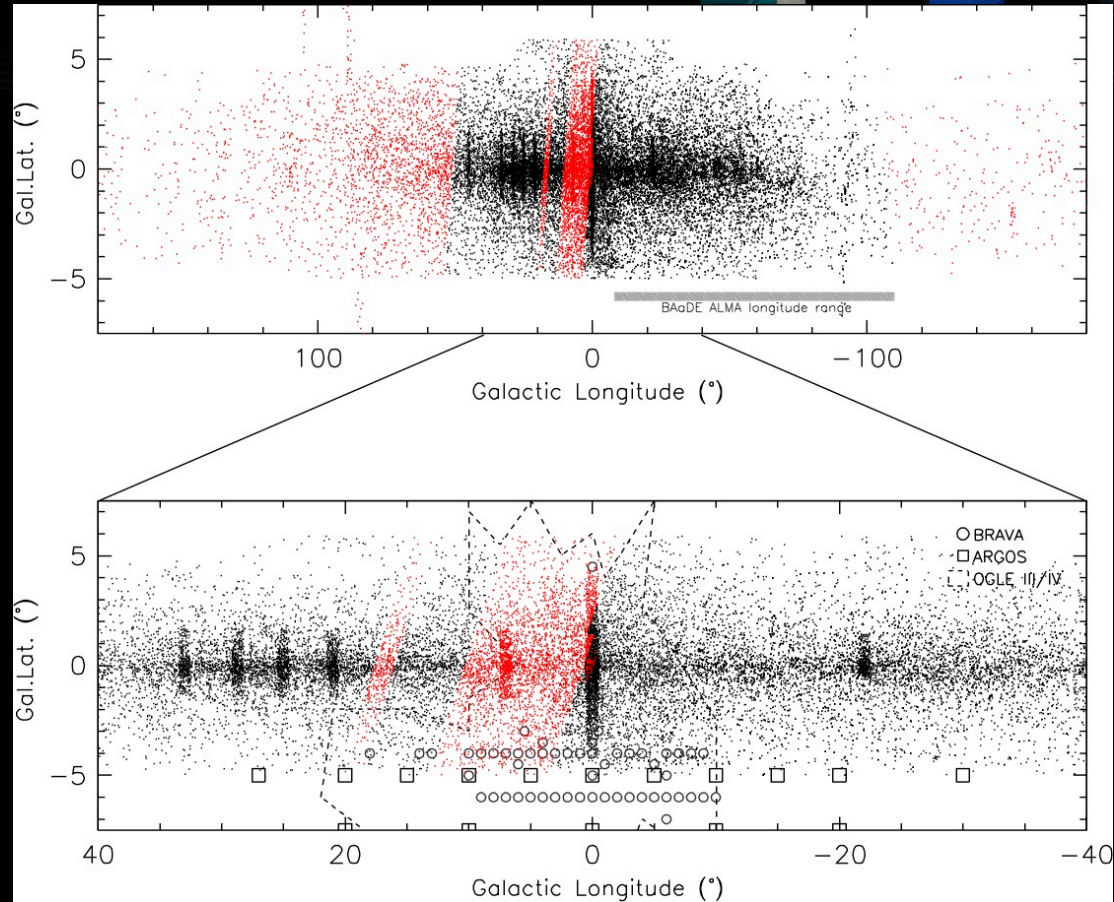 5
0
−5
Gal.Lat. (°)
BAaDE ALMA longitude range
100
0
−100
Galactic Longitude (°)
5
0
−5
Gal.Lat. (°)
BRAVA
ARGOS
OGLE III/IV
40
20
0
−20
−40
Galactic Longitude (°)